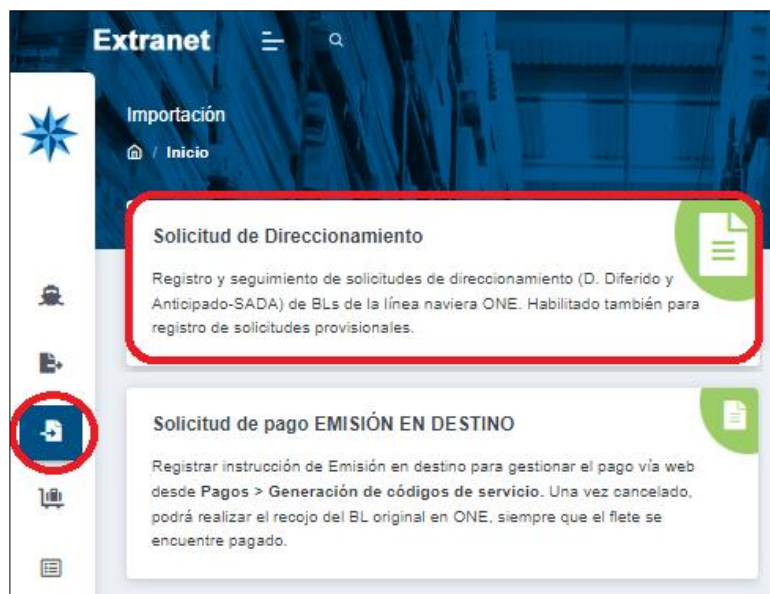 Extranet
Importación
/ Inicio
Solicitud de Direccionamiento
Registro y seguimiento de solicitudes de direccionamiento (D. Diferido y
Anticipado-SADA) de BLs de la línea naviera ONE. Habilitado también para
registro de solicitudes provisionales.
Solicitud de pago EMISIÓN EN DESTINO
Registrar instrucción de Emisión en destino para gestionar el pago vía web
desde Pagos > Generación de códigos de servicio. Una vez cancelado,
podrá realizar el recojo del BL original en ONE, siempre que el flete se
encuentre pagado.